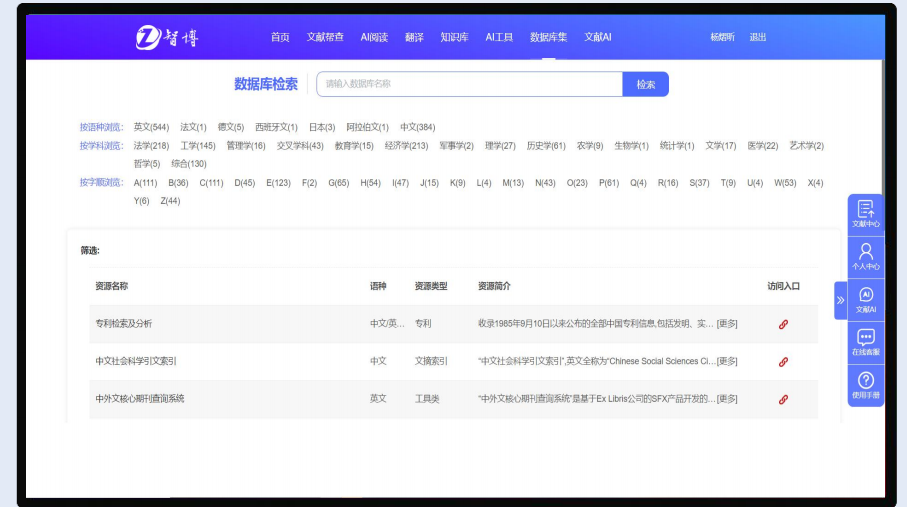 智博 首页 文献帮查 AI阅读 翻译 知识库 AI工具 数据库集 文献AI 杨熠昕 退出
数据库检索 请输入数据库名称 检索
按语种浏览: 英文(544) 法文(1) 德文(5) 西班牙文(1) 日本(3) 阿拉伯文(1) 中文(384)
按学科浏览: 法学(218) 工学(145) 管理学(16) 交叉学科(43) 教育学(15) 经济学(213) 军事学(2) 理学(27) 历史学(61) 农学(9) 生物学(1) 统计学(1) 文学(17) 医学(22) 艺术学(2)
哲学(5) 综合(130)
按字顺浏览: A(111) B(36) C(111) D(45) E(123) F(2) G(65) H(54) I(47) J(15) K(9) L(4) M(13) N(43) O(23) P(61) Q(4) R(16) S(37) T(9) U(4) W(53) X(4)
Y(6) Z(44)
筛选:
资源名称 语种 资源类型 资源简介 访问入口
专利检索及分析 中文/英... 专利 收录1985年9月10日以来公布的全部中国专利信息,包括发明、实... [更多]
中文社会科学引文索引 中文 文摘索引 “中文社会科学引文索引”,英文全称为“Chinese Social Sciences Ci... [更多]
中外文核心期刊查询系统 英文 工具类 “中外文核心期刊查询系统”是基于Ex Libris公司的SFX产品开发的... [更多]
文献中心
个人中心
AI
文献AI
在线客服
使用手册